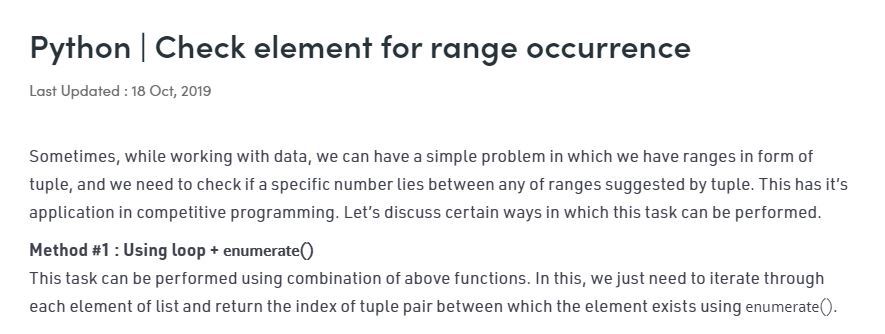 Python | Check element for range occurrence
Last Updated : 18 Oct, 2019
Sometimes, while working with data, we can have a simple problem in which we have ranges in form of
tuple, and we need to check if a specific number lies between any of ranges suggested by tuple. This has it’s
application in competitive programming. Let’s discuss certain ways in which this task can be performed.
Method #1 : Using loop + enumerate()
This task can be performed using combination of above functions. In this, we just need to iterate through
each element of list and return the index of tuple pair between which the element exists using enumerate().